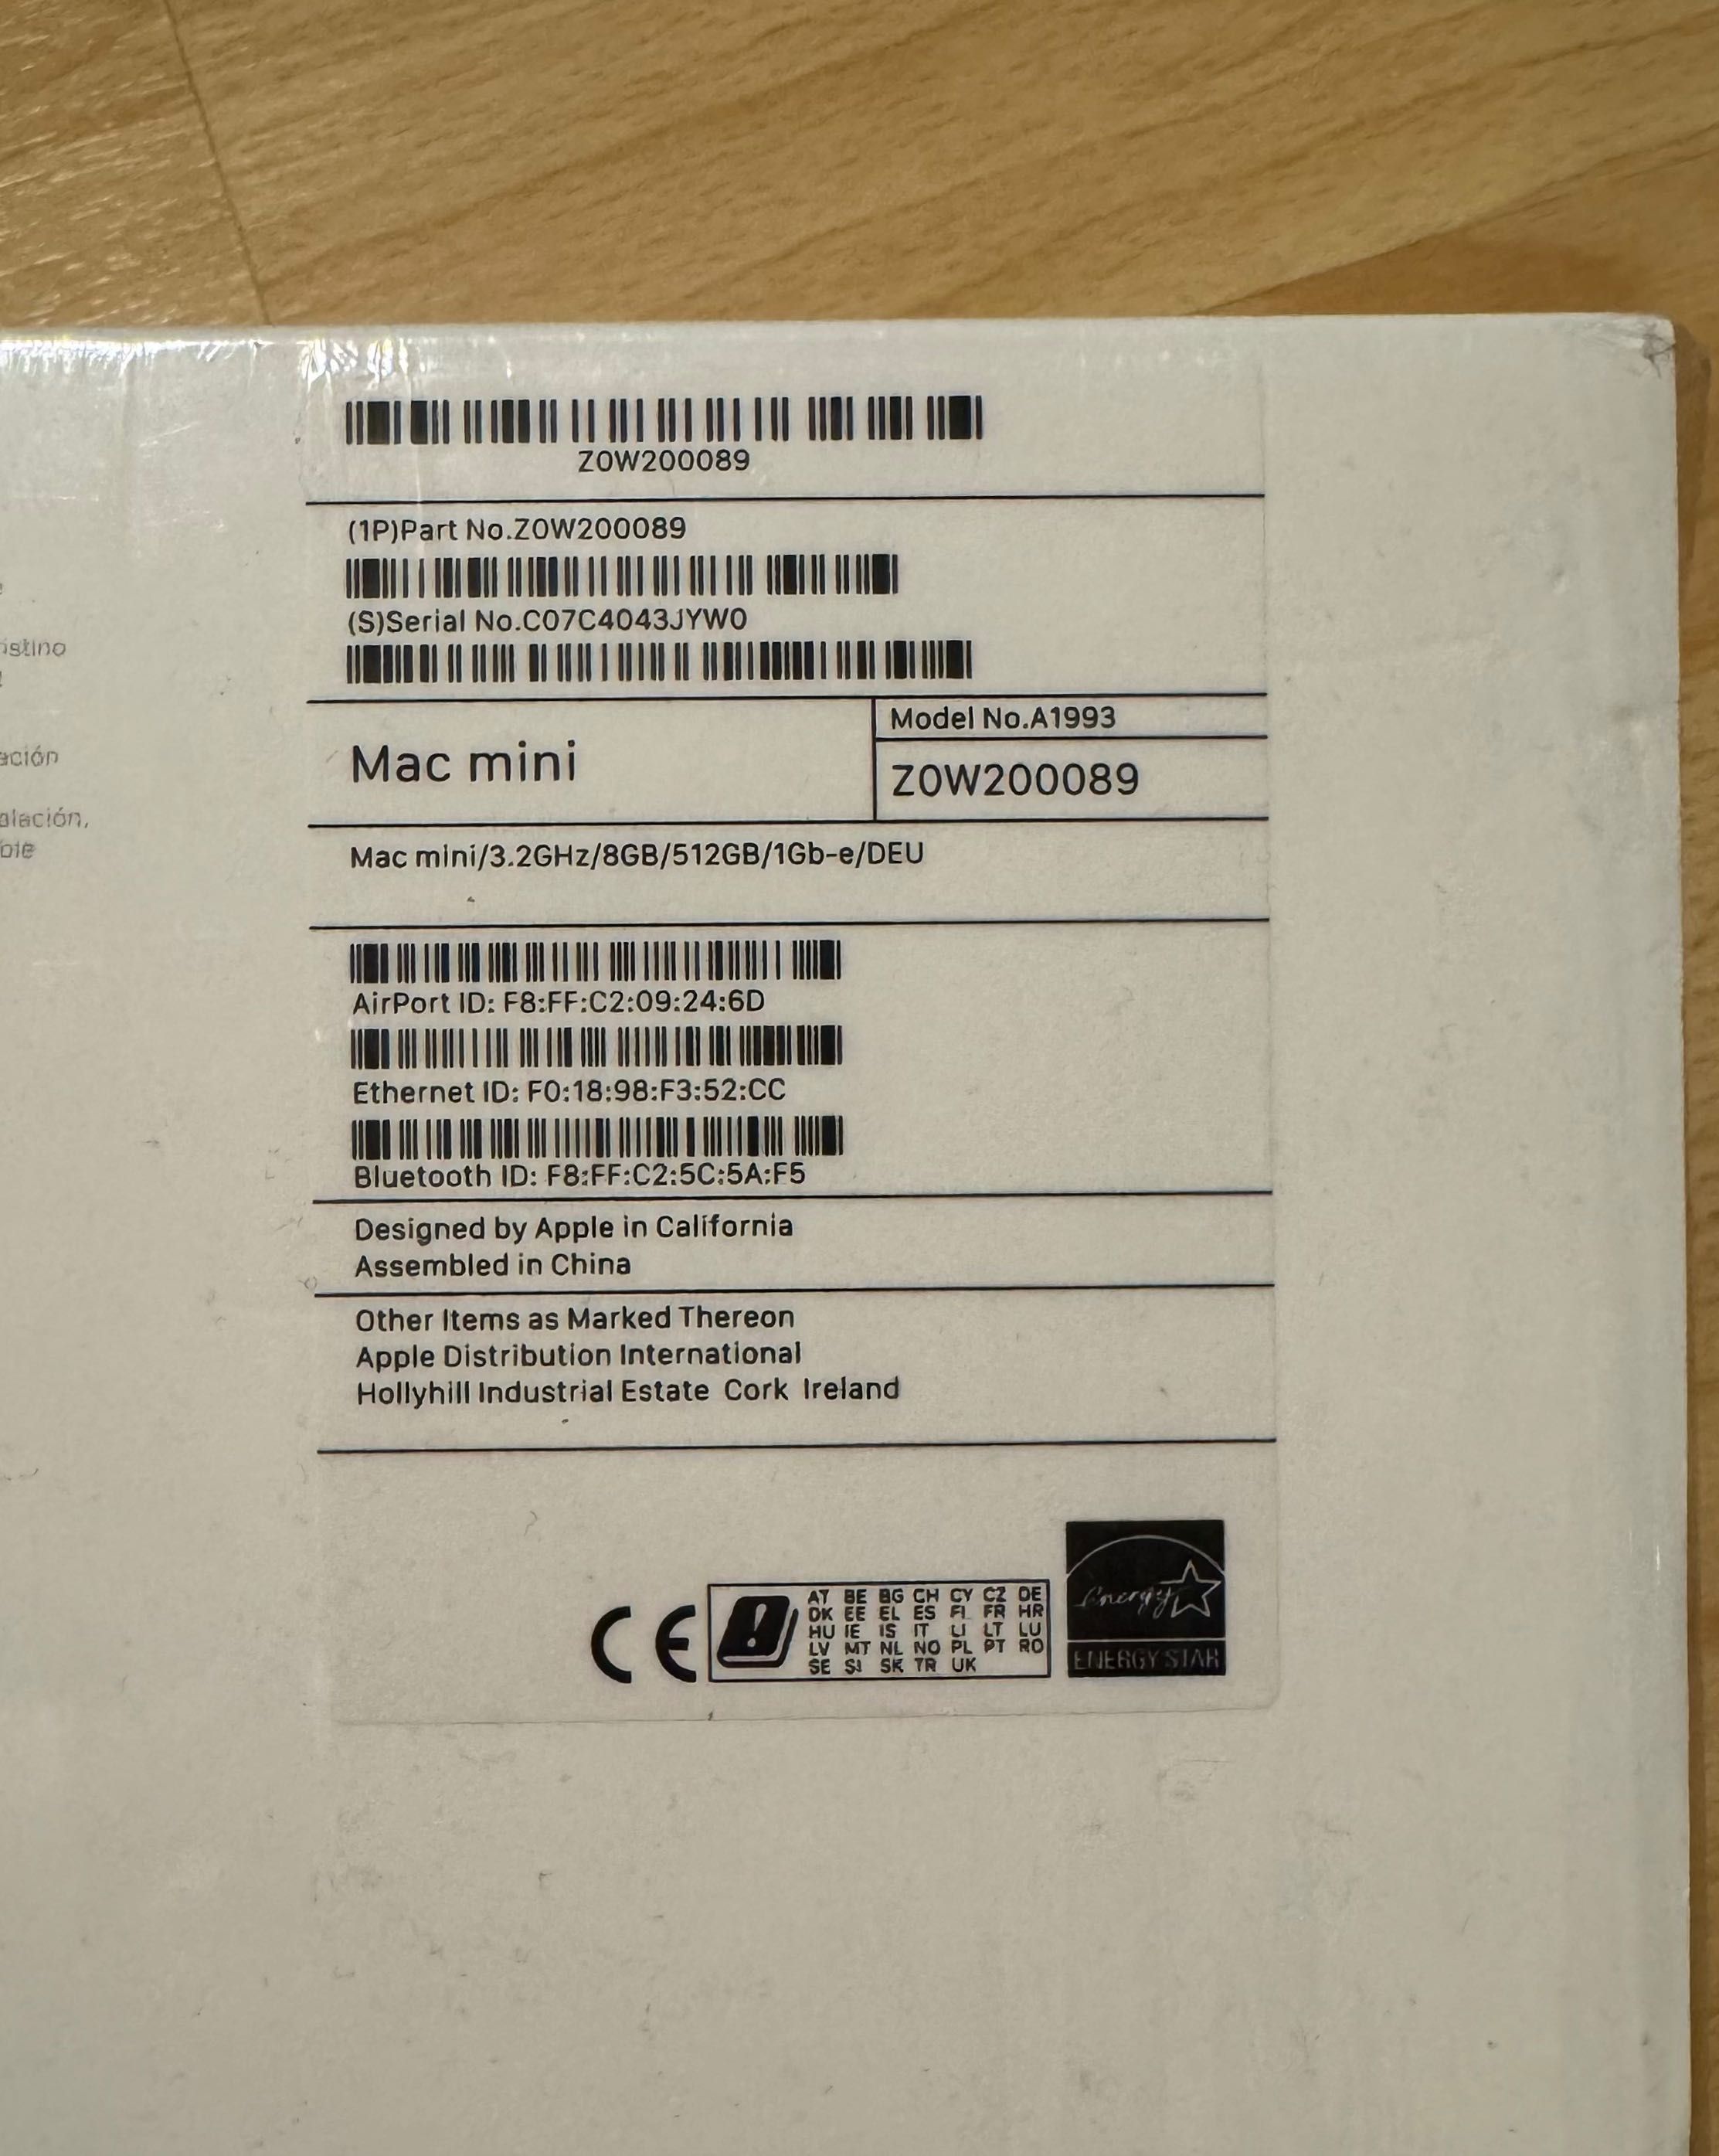 Z0W200089
(1P)Part No.Z0W200089
(S)Serial No.C07C4043JYW0
Mac mini
Model No.A1993
Z0W200089
Mac mini/3.2GHz/8GB/512GB/1Gb-e/DEU
AirPort ID: F8:FF:C2:09:24:6D
Ethernet ID: F0:18:98:F3:52:CC
Bluetooth ID: F8:FF:C2:5C:5A:F5
Designed by Apple in California
Assembled in China
Other Items as Marked Thereon
Apple Distribution International
Hollyhill Industrial Estate Cork Ireland
CE
AT BE BG CH CY CZ DE
DK EE EL ES FI FR HR
HU IE IS IT LI LT LU
LV MT NL NO PL PT RO
SE SI SK TR UK
energy
ENERGY STAR